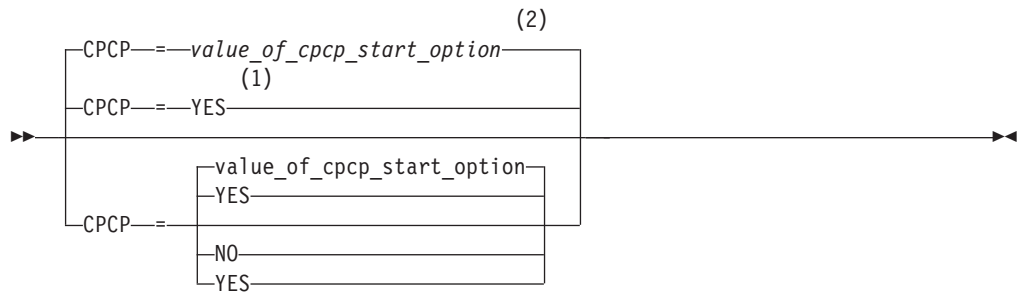 (2)
CPCP = value_of_cpcp_start_option
(1)
CPCP = YES
value_of_cpcp_start_option
YES
CPCP =
NO
YES